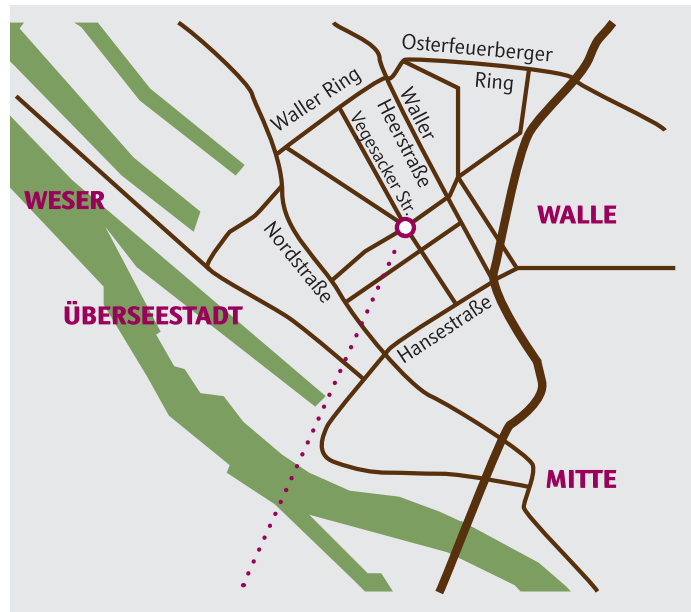 Osterfeuerberger
Ring
Waller Ring
Waller
Heerstraße
Vegesacker Str.
WESER
WALLE
Nordstraße
ÜBERSEESTADT
Hansestraße
MITTE